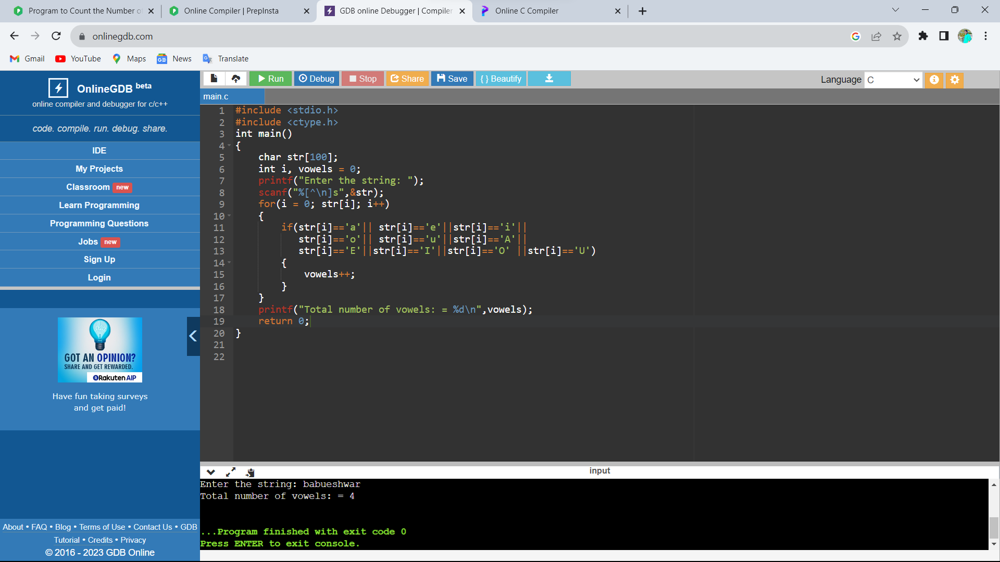 Program to Count the Number o
Online Compiler | PrepInsta
GDB online Debugger | Compiler
Online C Compiler
onlinegdb.com
Gmail
YouTube
Maps
News
Translate
OnlineGDB beta
online compiler and debugger for c/c++
code. compile. run. debug. share.
IDE
My Projects
Classroom new
Learn Programming
Programming Questions
Jobs new
Sign Up
Login
GOT AN OPINION?
SHARE AND GET REWARDED.
Rakuten AIP
Have fun taking surveys
and get paid!
About • FAQ • Blog • Terms of Use • Contact Us • GDB
Tutorial • Credits • Privacy
© 2016 - 2023 GDB Online
Run Debug Stop Share Save { } Beautify
Language C
main.c
1 #include <stdio.h>
2 #include <ctype.h>
3 int main()
4 {
5 char str[100];
6 int i, vowels = 0;
7 printf("Enter the string: ");
8 scanf("%[^\n]s",&str);
9 for(i = 0; str[i]; i++)
10 {
11 if(str[i]=='a'|| str[i]=='e'||str[i]=='i'||
12 str[i]=='o'|| str[i]=='u'||str[i]=='A'||
13 str[i]=='E'||str[i]=='I'||str[i]=='O' ||str[i]=='U')
14 {
15 vowels++;
16 }
17 }
18 printf("Total number of vowels: = %d\n",vowels);
19 return 0;
20 }
21
22
input
Enter the string: babueshwar
Total number of vowels: = 4
...Program finished with exit code 0
Press ENTER to exit console.